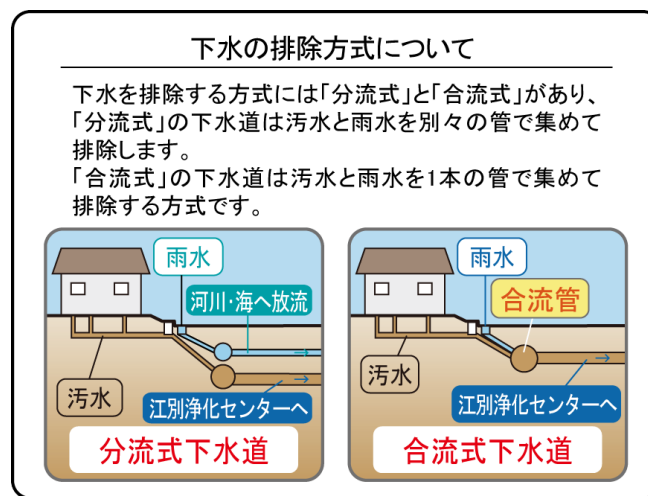 下水の排除方式について
下水を排除する方式には「分流式」と「合流式」があり、
「分流式」の下水道は汚水と雨水を別々の管で集めて
排除します。
「合流式」の下水道は汚水と雨水を1本の管で集めて
排除する方式です。
雨水
河川・海へ放流
汚水
江別浄化センターへ
分流式下水道
雨水
合流管
汚水
江別浄化センターへ
合流式下水道